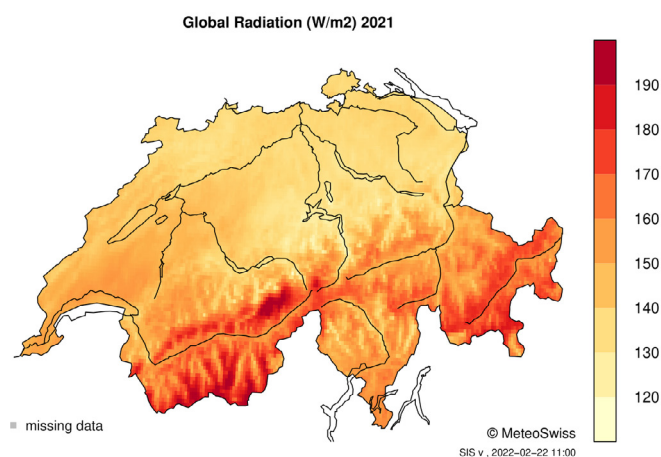 Global Radiation (W/m2) 2021
190
180
170
160
150
140
130
120
missing data
© MeteoSwiss
SIS v , 2022−02−22 11:00